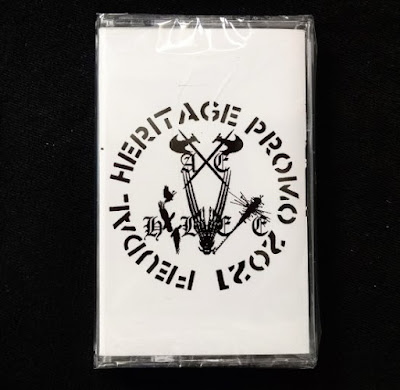 FEUDAL HERITAGE PROMO 2021
A E